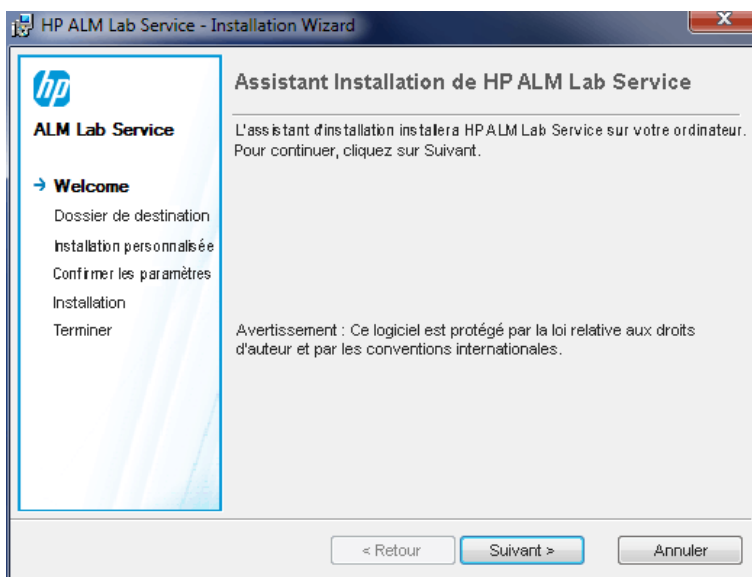 HP ALM Lab Service - Installation Wizard
hp
ALM Lab Service
Welcome
Dossier de destination
Installation personnalisée
Confirmer les paramètres
Installation
Terminer
Assistant Installation de HP ALM Lab Service
L'assistant d'installation instalera HP ALM Lab Service sur votre ordinateur.
Pour continuer, cliquez sur Suivant.
Avertissement : Ce logiciel est protégé par la loi relative aux droits
d'auteur et par les conventions internationales.
< Retour
Suivant >
Annuler